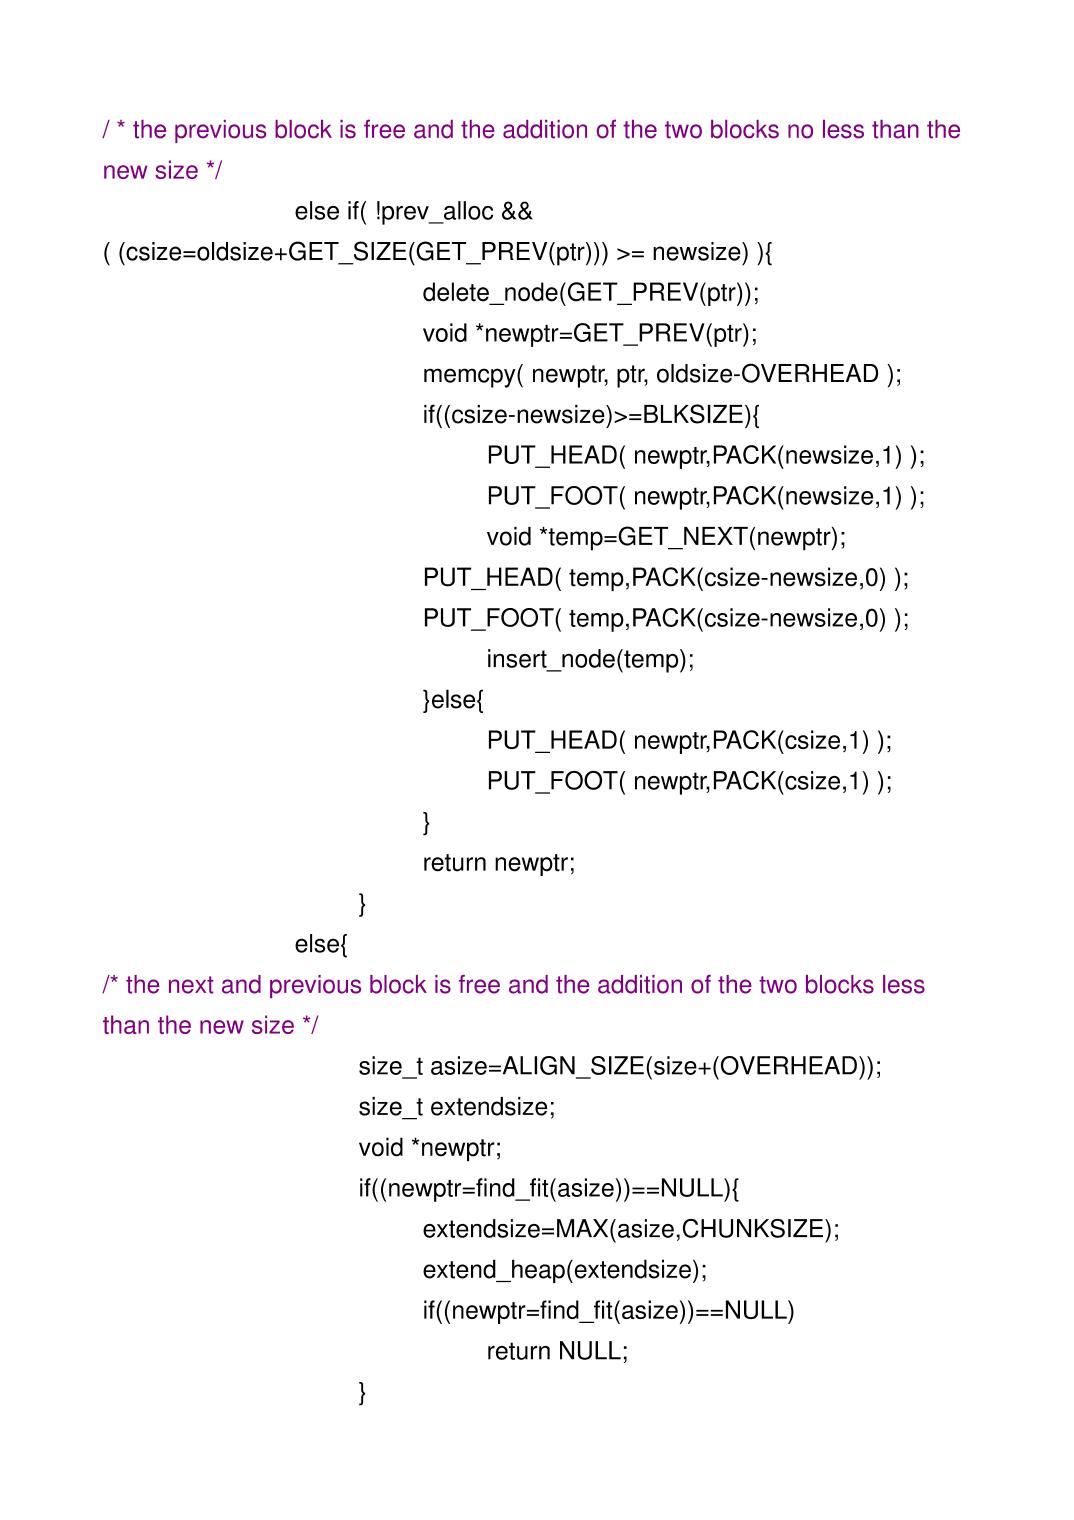 / * the previous block is free and the addition of the two blocks no less than the
new size */
else if( !prev_alloc &&
( (csize=oldsize+GET_SIZE(GET_PREV(ptr))) >= newsize) ){
delete_node(GET_PREV(ptr));
void *newptr=GET_PREV(ptr);
memcpy( newptr, ptr, oldsize-OVERHEAD );
if((csize-newsize)>=BLKSIZE){
PUT_HEAD( newptr,PACK(newsize,1) );
PUT_FOOT( newptr,PACK(newsize,1) );
void *temp=GET_NEXT(newptr);
PUT_HEAD( temp,PACK(csize-newsize,0) );
PUT_FOOT( temp,PACK(csize-newsize,0) );
insert_node(temp);
}else{
PUT_HEAD( newptr,PACK(csize,1) );
PUT_FOOT( newptr,PACK(csize,1) );
}
return newptr;
}
else{
/* the next and previous block is free and the addition of the two blocks less
than the new size */
size_t asize=ALIGN_SIZE(size+(OVERHEAD));
size_t extendsize;
void *newptr;
if((newptr=find_fit(asize))==NULL){
extendsize=MAX(asize,CHUNKSIZE);
extend_heap(extendsize);
if((newptr=find_fit(asize))==NULL)
return NULL;
}